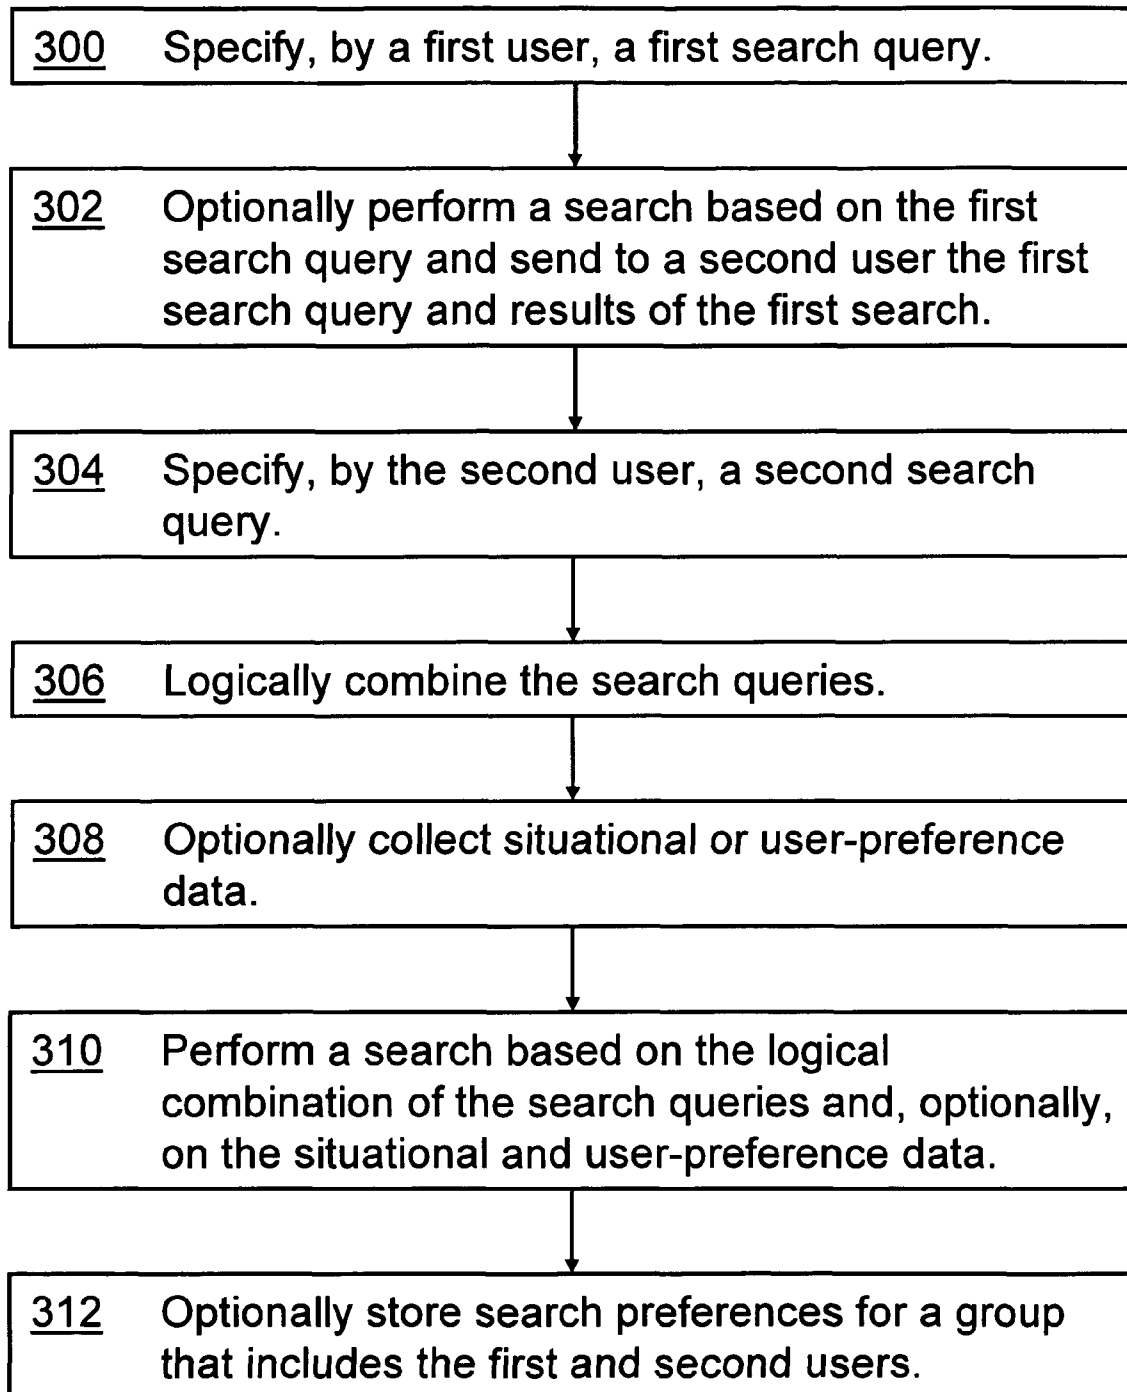 300 Specify, by a first user, a first search query.
302 Optionally perform a search based on the first
search query and send to a second user the first
search query and results of the first search.
304 Specify, by the second user, a second search
query.
306 Logically combine the search queries.
308 Optionally collect situational or user-preference
data.
310 Perform a search based on the logical
combination of the search queries and, optionally,
on the situational and user-preference data.
312 Optionally store search preferences for a group
that includes the first and second users.